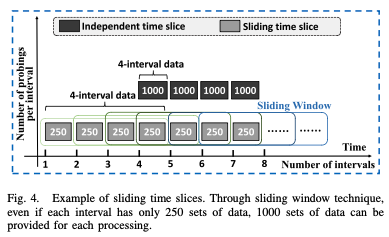 Independent time slice
Sliding time slice
4-interval data
1000 1000 1000 1000
4-interval data
Sliding Window
250 250 250 250 250 250 250 ...... ......
Time
1 2 3 4 5 6 7 8
Number of intervals
Number of probings
per interval
Fig. 4. Example of sliding time slices. Through sliding window technique,
even if each interval has only 250 sets of data, 1000 sets of data can be
provided for each processing.